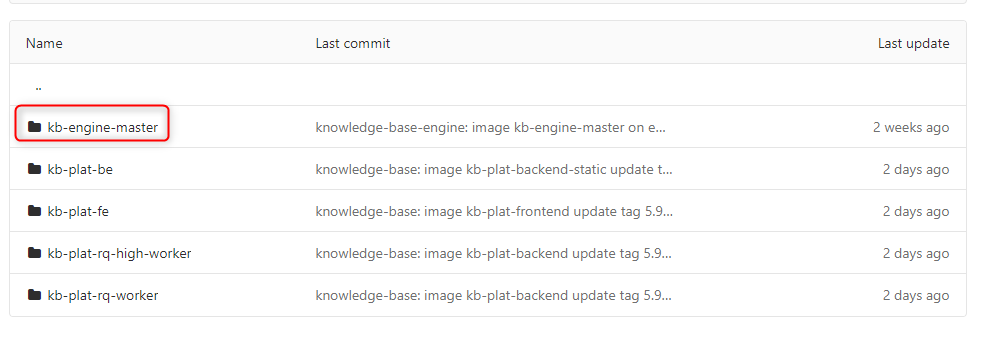 Name Last commit Last update
..
kb-engine-master knowledge-base-engine: image kb-engine-master on e... 2 weeks ago
kb-plat-be knowledge-base: image kb-plat-backend-static update t... 2 days ago
kb-plat-fe knowledge-base: image kb-plat-frontend update tag 5.9... 2 days ago
kb-plat-rq-high-worker knowledge-base: image kb-plat-backend update tag 5.9... 2 days ago
kb-plat-rq-worker knowledge-base: image kb-plat-backend update tag 5.9... 2 days ago